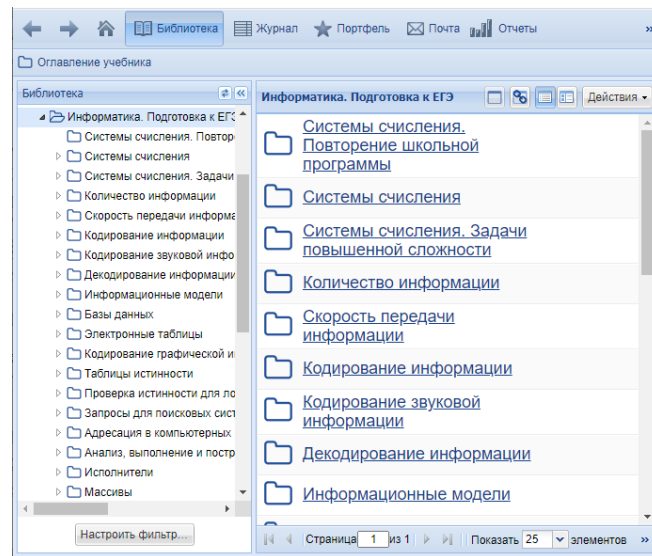 Библиотека Журнал Портфель Почта Отчеты »
Оглавление учебника
Библиотека
Информатика. Подготовка к ЕГЭ
Системы счисления. Повтор
Системы счисления
Системы счисления. Задачи
Количество информации
Скорость передачи информа
Кодирование информации
Кодирование звуковой инфо
Декодирование информации
Информационные модели
Базы данных
Электронные таблицы
Кодирование графической и
Таблицы истинности
Проверка истинности для ло
Запросы для поисковых сист
Адресация в компьютерных
Анализ, выполнение и постр
Исполнители
Массивы
Настроить фильтр...
Информатика. Подготовка к ЕГЭ Действия
Системы счисления.
Повторение школьной
программы
Системы счисления
Системы счисления. Задачи
повышенной сложности
Количество информации
Скорость передачи
информации
Кодирование информации
Кодирование звуковой
информации
Декодирование информации
Информационные модели
Страница 1 из 1 Показать 25 элементов »